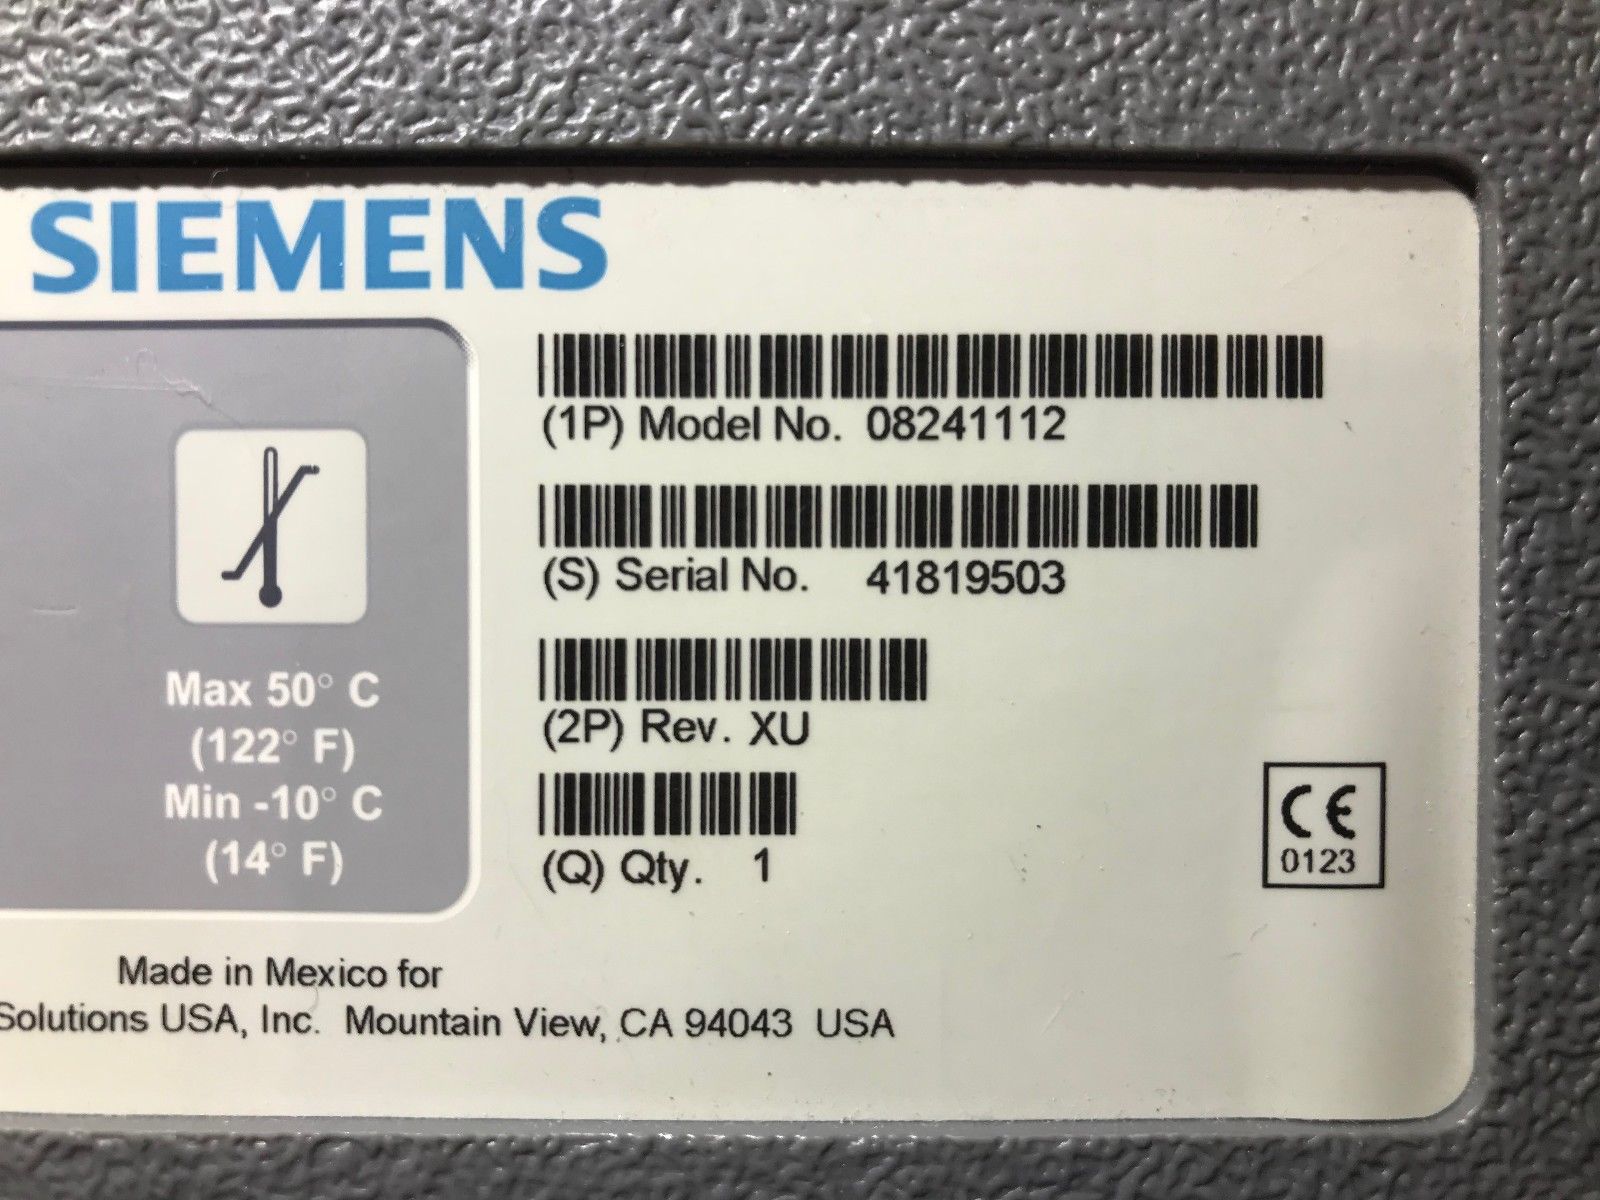 SIEMENS
(1P) Model No. 08241112
(S) Serial No. 41819503
(2P) Rev. XU
(Q) Qty. 1
Max 50° C
(122° F)
Min -10° C
(14° F)
CE
0123
Made in Mexico for
Solutions USA, Inc. Mountain View, CA 94043 USA